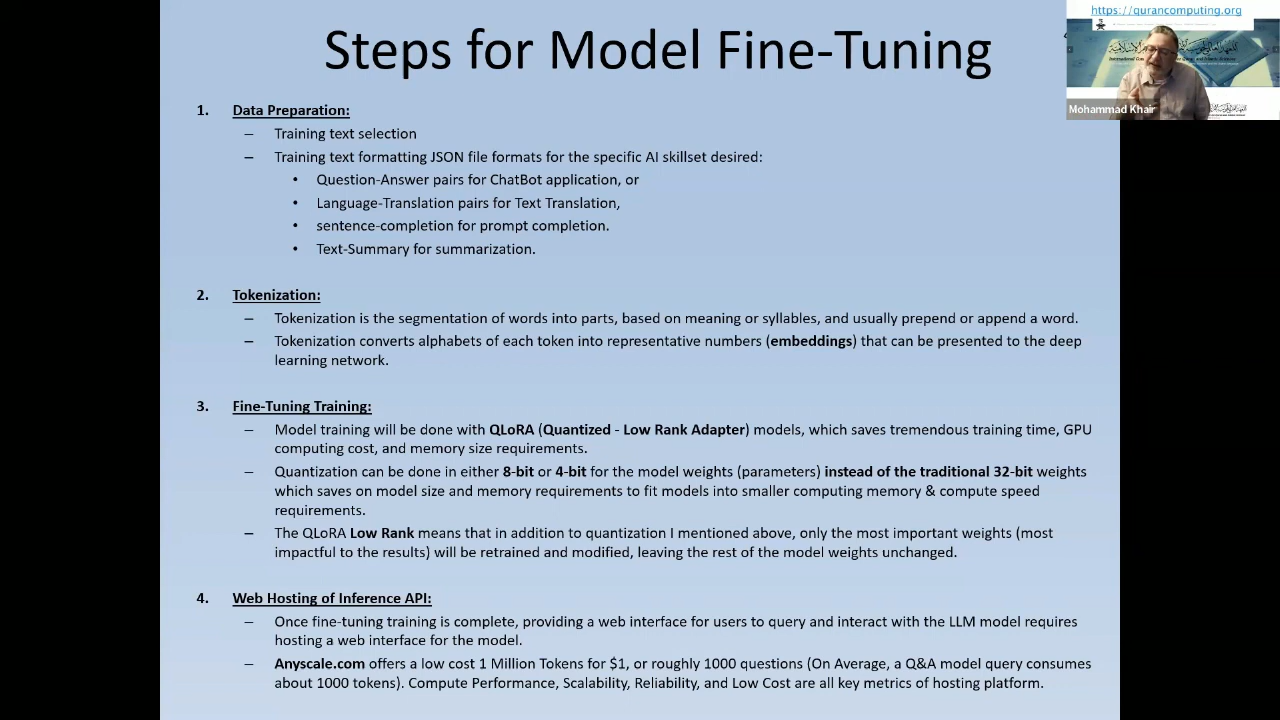 https://qurancomputing.org
Mohammad Khair
Steps for Model Fine-Tuning
1. Data Preparation:
– Training text selection
– Training text formatting JSON file formats for the specific AI skillset desired:
• Question-Answer pairs for ChatBot application, or
• Language-Translation pairs for Text Translation,
• sentence-completion for prompt completion.
• Text-Summary for summarization.
2. Tokenization:
– Tokenization is the segmentation of words into parts, based on meaning or syllables, and usually prepend or append a word.
– Tokenization converts alphabets of each token into representative numbers (embeddings) that can be presented to the deep
learning network.
3. Fine-Tuning Training:
– Model training will be done with QLoRA (Quantized - Low Rank Adapter) models, which saves tremendous training time, GPU
computing cost, and memory size requirements.
– Quantization can be done in either 8-bit or 4-bit for the model weights (parameters) instead of the traditional 32-bit weights
which saves on model size and memory requirements to fit models into smaller computing memory & compute speed
requirements.
– The QLoRA Low Rank means that in addition to quantization I mentioned above, only the most important weights (most
impactful to the results) will be retrained and modified, leaving the rest of the model weights unchanged.
4. Web Hosting of Inference API:
– Once fine-tuning training is complete, providing a web interface for users to query and interact with the LLM model requires
hosting a web interface for the model.
– Anyscale.com offers a low cost 1 Million Tokens for $1, or roughly 1000 questions (On Average, a Q&A model query consumes
about 1000 tokens). Compute Performance, Scalability, Reliability, and Low Cost are all key metrics of hosting platform.